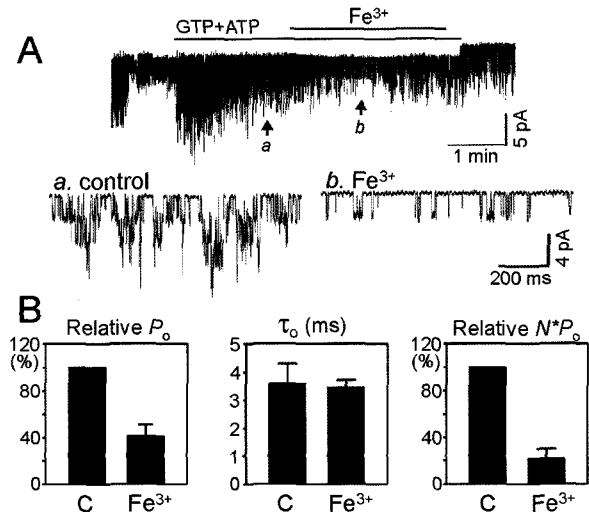 A
GTP+ATP
Fe³⁺
a
b
5 pA
1 min
a. control
b. Fe³⁺
4 pA
200 ms
B
Relative Pₒ
120
(%)
80
40
0
C Fe³⁺
τₒ (ms)
5
4
3
2
1
0
C Fe³⁺
Relative N*Pₒ
120
(%)
80
40
0
C Fe³⁺